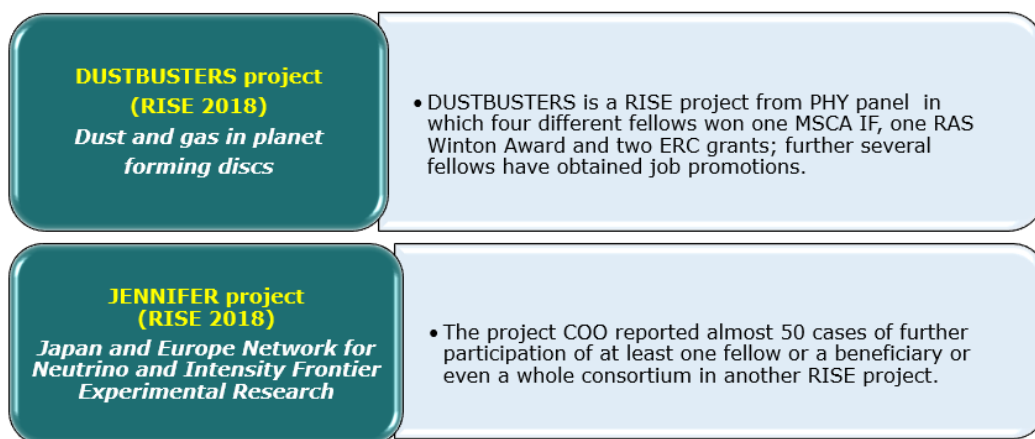 DUSTBUSTERS project
(RISE 2018)
Dust and gas in planet
forming discs
• DUSTBUSTERS is a RISE project from PHY panel in
which four different fellows won one MSCA IF, one RAS
Winton Award and two ERC grants; further several
fellows have obtained job promotions.
JENNIFER project
(RISE 2018)
Japan and Europe Network for
Neutrino and Intensity Frontier
Experimental Research
• The project COO reported almost 50 cases of further
participation of at least one fellow or a beneficiary or
even a whole consortium in another RISE project.